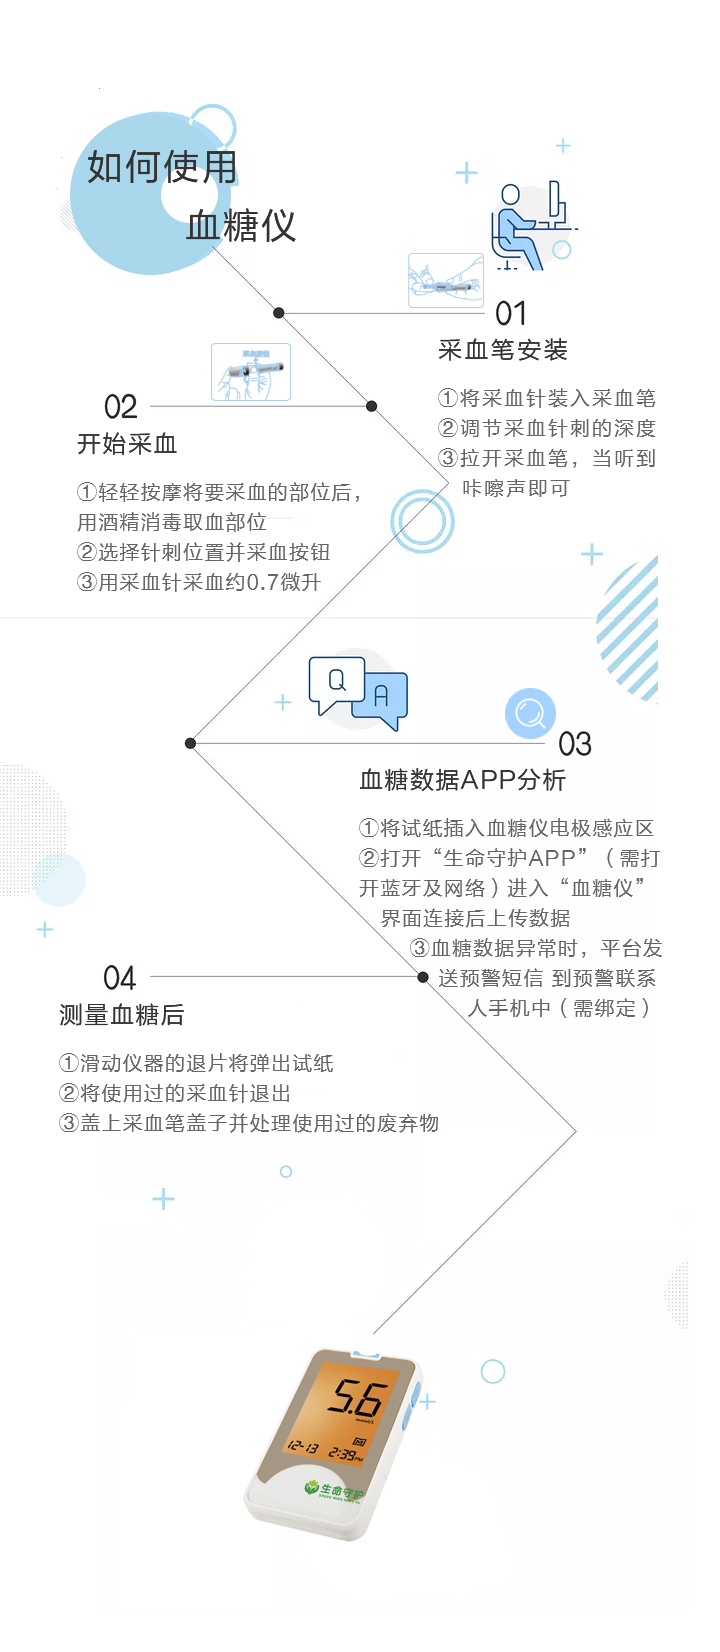 如何使用
血糖仪
01
采血笔安装
①将采血针装入采血笔
②调节采血针刺的深度
③拉开采血笔，当听到
咔嚓声即可
采血按钮
02
开始采血
①轻轻按摩将要采血的部位后，
用酒精消毒取血部位
②选择针刺位置并采血按钮
③用采血针采血约0.7微升
Q
A
03
血糖数据APP分析
①将试纸插入血糖仪电极感应区
②打开“生命守护APP”（需打
开蓝牙及网络）进入“血糖仪”
界面连接后上传数据
③血糖数据异常时，平台发
送预警短信 到预警联系
人手机中（需绑定）
04
测量血糖后
①滑动仪器的退片将弹出试纸
②将使用过的采血针退出
③盖上采血笔盖子并处理使用过的废弃物
5.6
mmol/L
12-13
2:39PM
生命守护